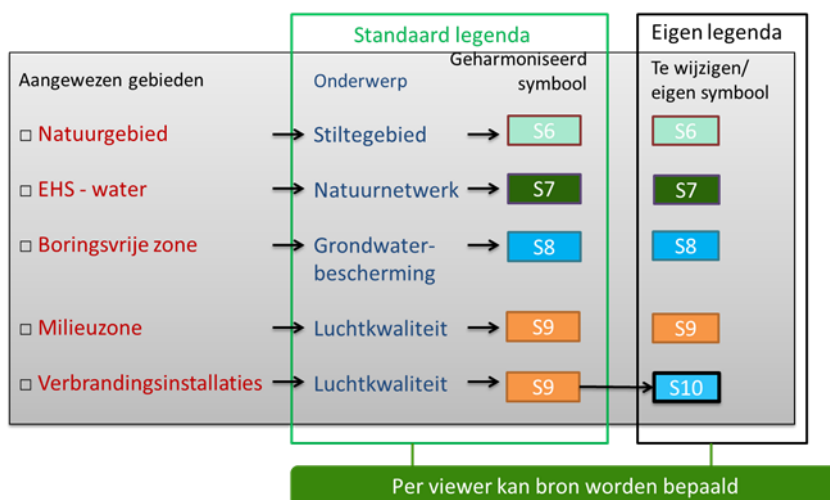 Standaard legenda
Eigen legenda
Aangewezen gebieden
Onderwerp
Geharmoniseerd
symbool
Te wijzigen/
eigen symbool
□ Natuurgebied
Stiltegebied
S6
S6
□ EHS - water
Natuurnetwerk
S7
S7
□ Boringsvrije zone
Grondwater-
bescherming
S8
S8
□ Milieuzone
Luchtkwaliteit
S9
S9
□ Verbrandingsinstallaties
Luchtkwaliteit
S9
S10
Per viewer kan bron worden bepaald